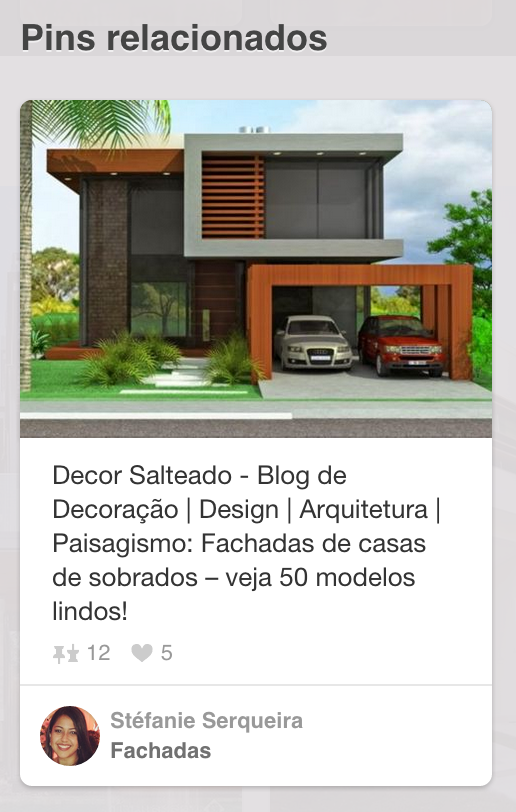 Pins relacionados
Decor Salteado - Blog de
Decoração | Design | Arquitetura |
Paisagismo: Fachadas de casas
de sobrados – veja 50 modelos
lindos!
12 5
Stéfanie Serqueira
Fachadas